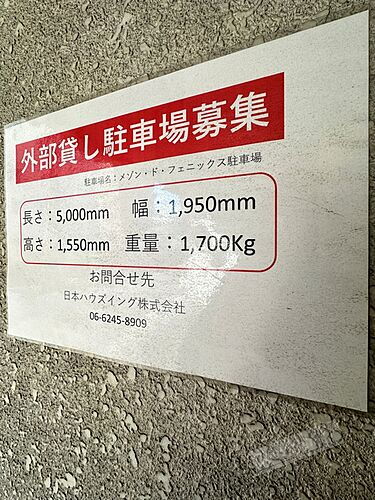 外部貸し駐車場募集
駐車場名：メゾン・ド・フェニックス駐車場
長さ：5,000mm 幅：1,950mm
高さ：1,550mm 重量：1,700Kg
お問合せ先
日本ハウズイング株式会社
06-6245-8909